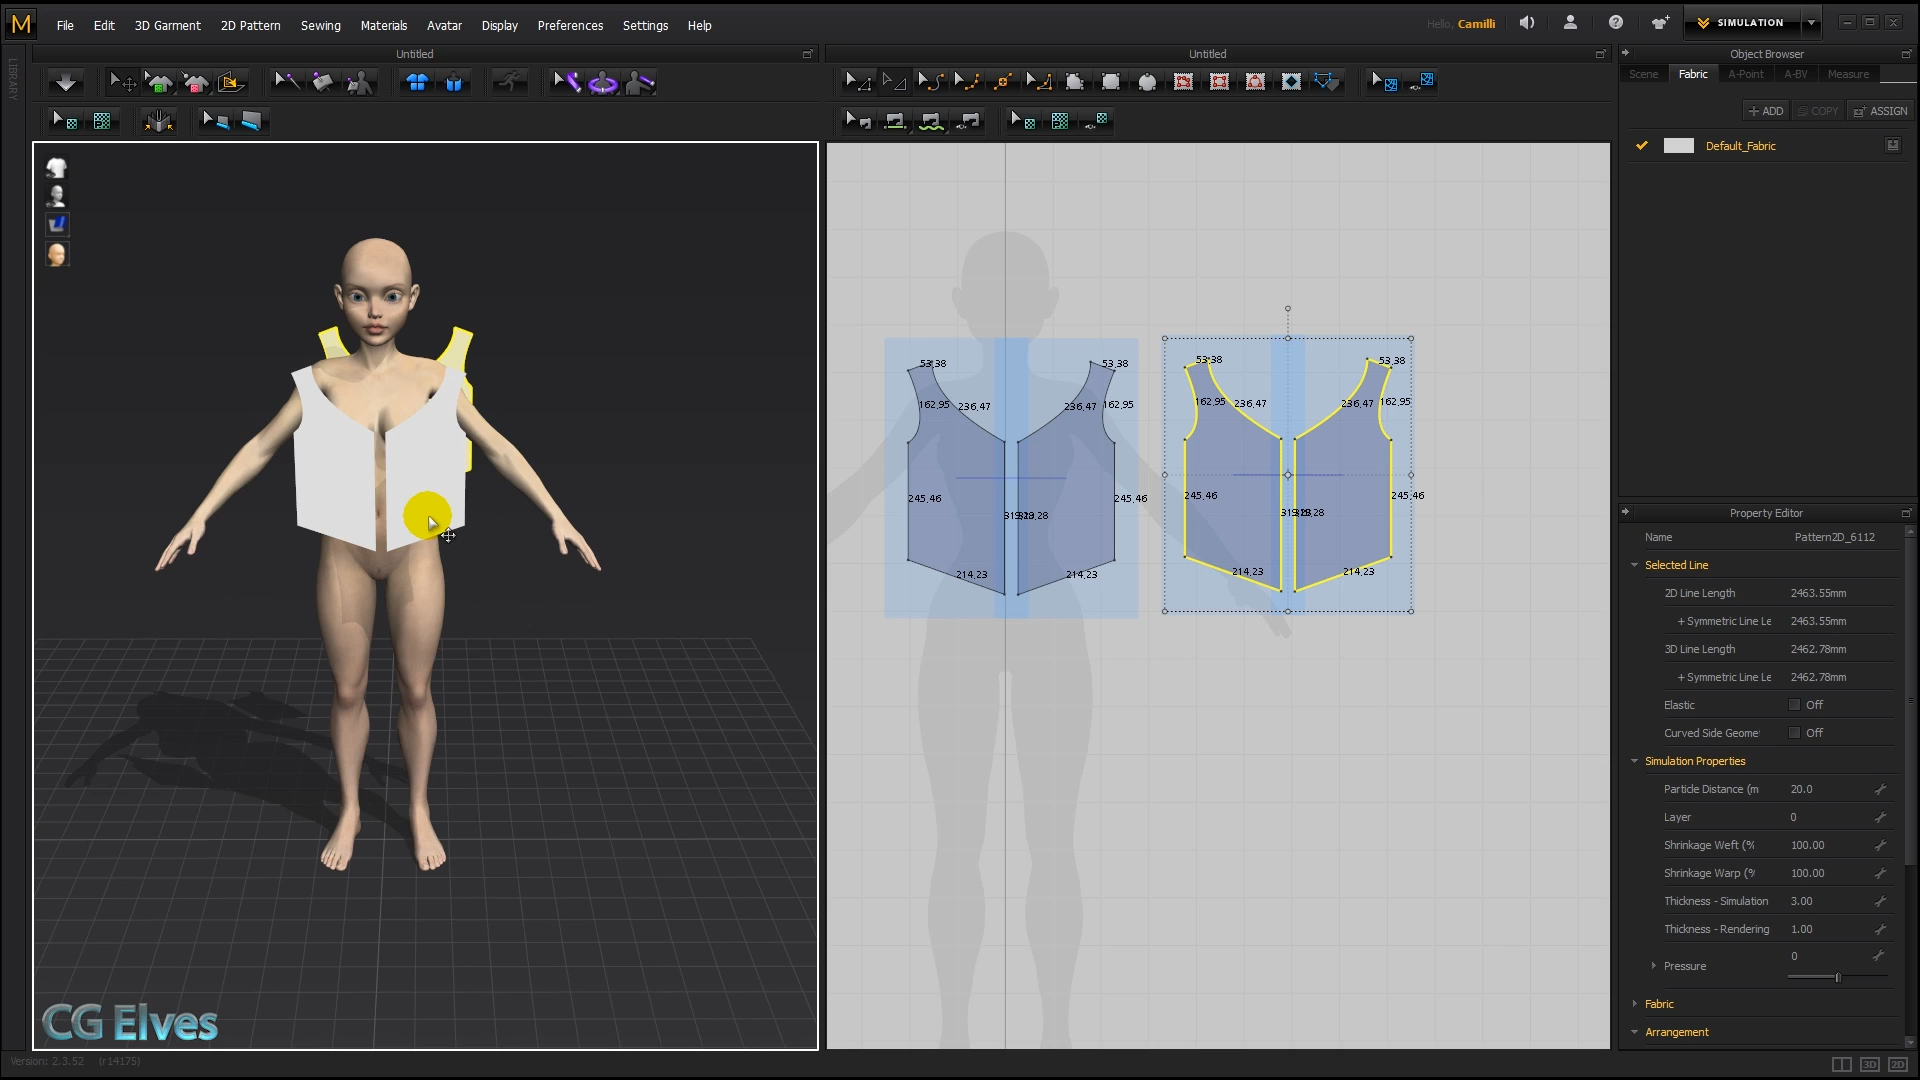 M File Edit 3D Garment 2D Pattern Sewing Materials Avatar Display Preferences Settings Help Hello, Camilli SIMULATION
LIBRARY
Untitled
Untitled
Object Browser
Scene Fabric A-Point A-BV Measure
ADD COPY ASSIGN
Default_Fabric
53,38 53,38 53,38 53,38
162,95 236,47 236,47 162,95 162,95 236,47 236,47 162,95
245,46 245,46 245,46 245,46
214,23 214,23 214,23 214,23
Property Editor
Name Pattern2D_6112
Selected Line
2D Line Length 2463.55mm
+ Symmetric Line Le 2463.55mm
3D Line Length 2462.78mm
+ Symmetric Line Le 2462.78mm
Elastic Off
Curved Side Geome Off
Simulation Properties
Particle Distance (m 20.0
Layer 0
Shrinkage Weft (% 100.00
Shrinkage Warp (% 100.00
Thickness - Simulation 3.00
Thickness - Rendering 1.00
Pressure 0
Fabric
Arrangement
CG Elves
Version: 2.3.52 (r14175)
3D 2D